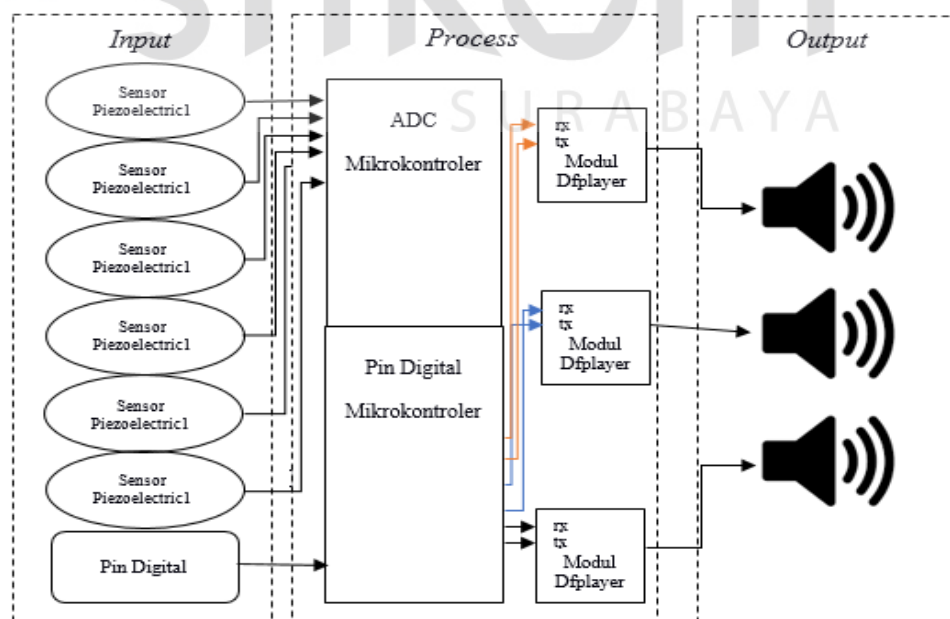 Input
Process
Output
SURABAYA
Sensor
Piezoelectric1
Sensor
Piezoelectric1
Sensor
Piezoelectric1
Sensor
Piezoelectric1
Sensor
Piezoelectric1
Sensor
Piezoelectric1
Pin Digital
ADC
Mikrokontroler
Pin Digital
Mikrokontroler
rx
tx
Modul
Dfplayer
rx
tx
Modul
Dfplayer
rx
tx
Modul
Dfplayer